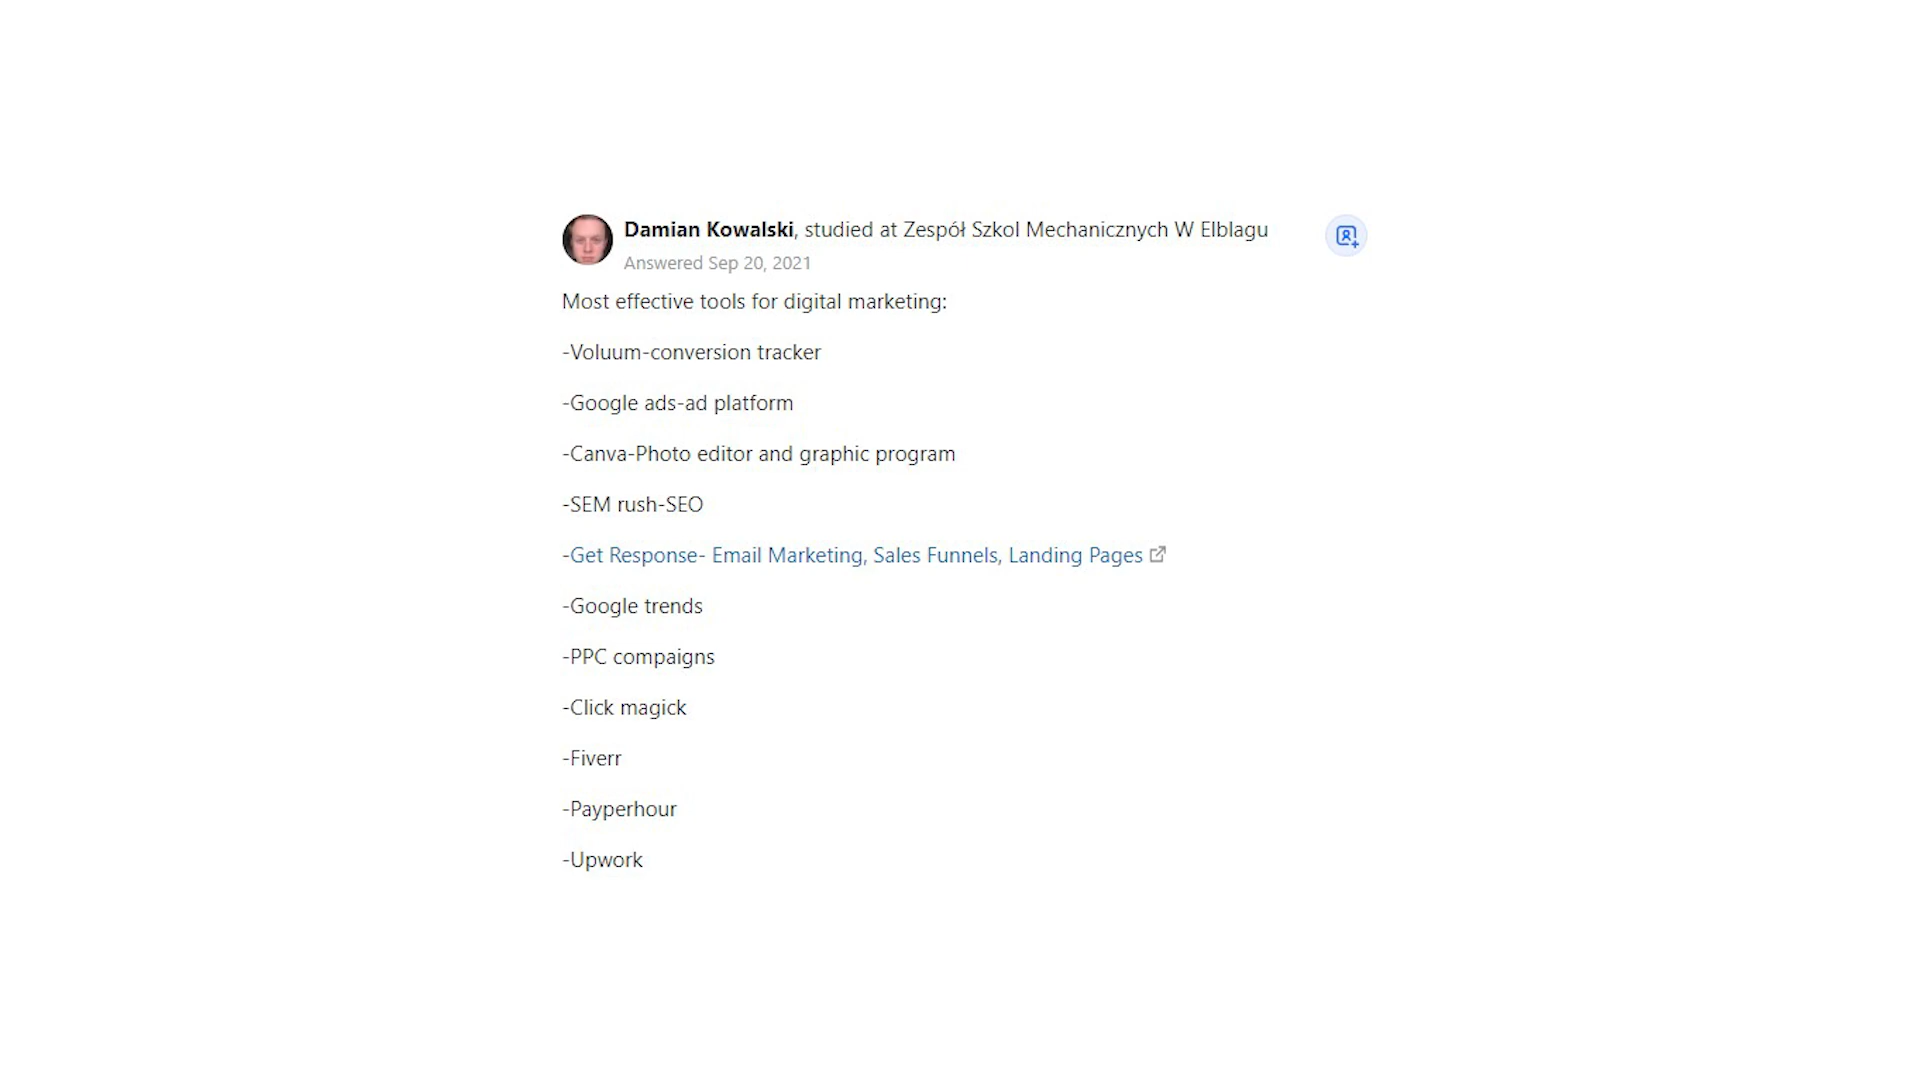 Damian Kowalski, studied at Zespół Szkol Mechanicznych W Elblagu
Answered Sep 20, 2021
Most effective tools for digital marketing:
-Voluum-conversion tracker
-Google ads-ad platform
-Canva-Photo editor and graphic program
-SEM rush-SEO
-Get Response- Email Marketing, Sales Funnels, Landing Pages
-Google trends
-PPC compaigns
-Click magick
-Fiverr
-Payperhour
-Upwork